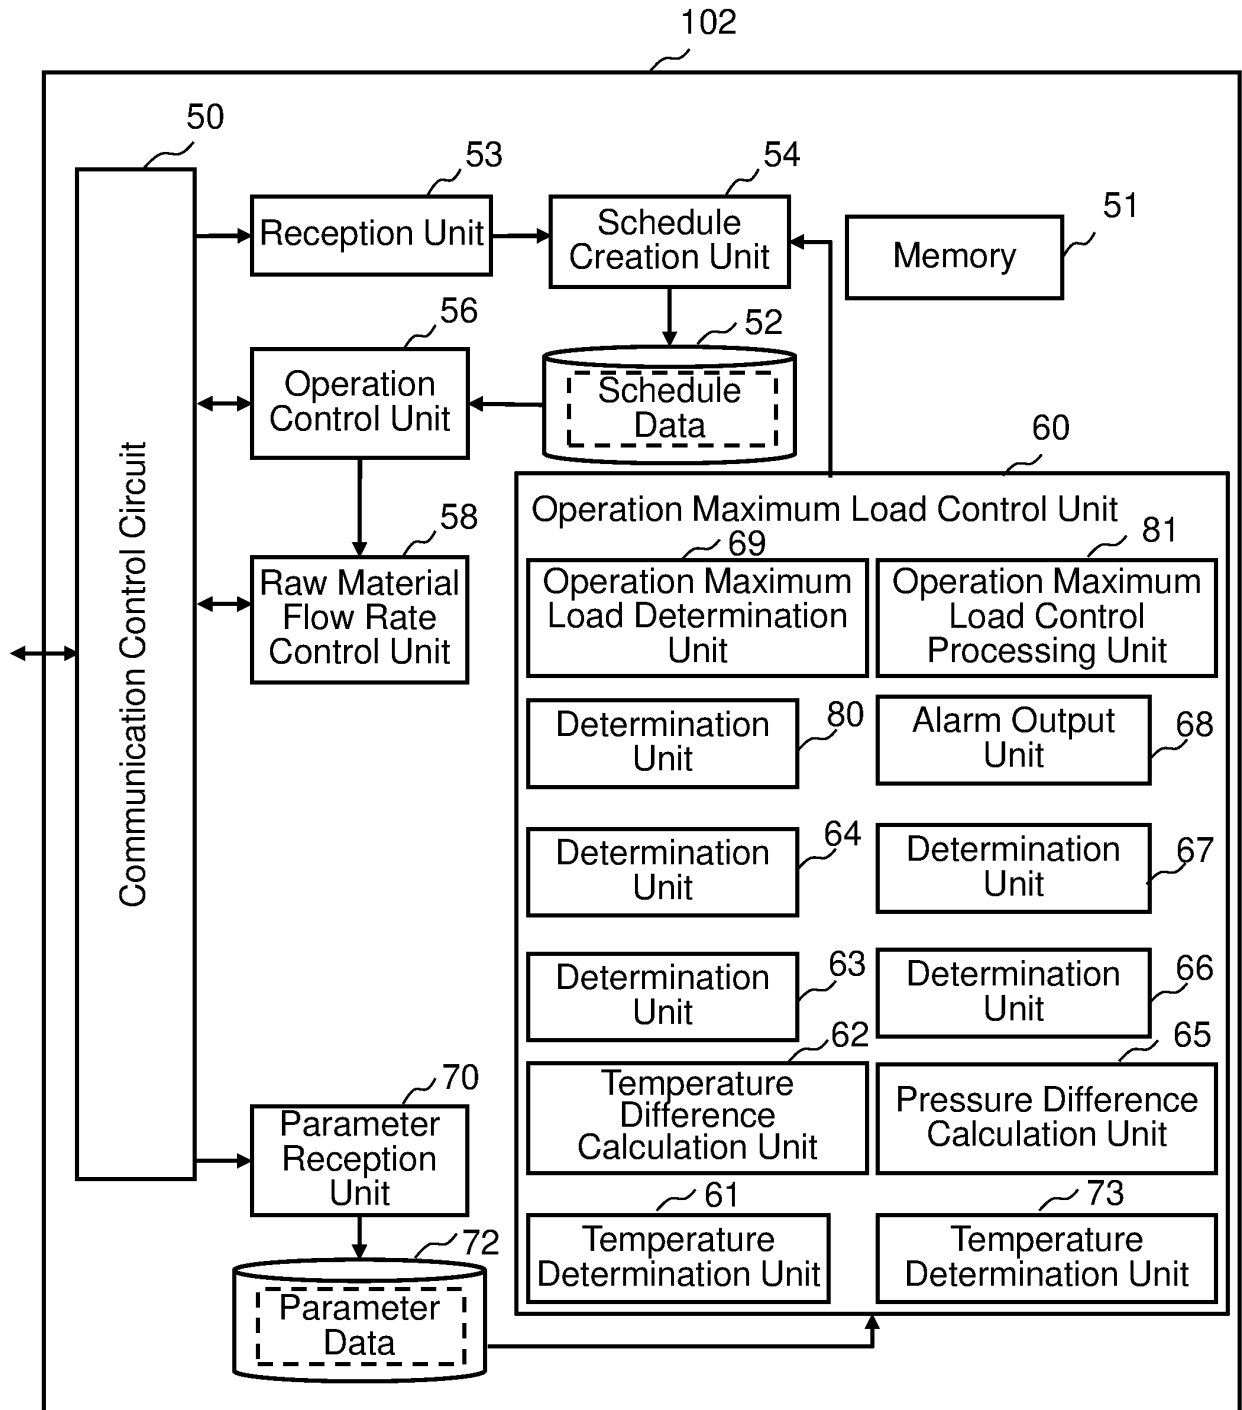 102
50
53
54
51
Reception Unit
Schedule
Creation Unit
Memory
56
52
Operation
Control Unit
Schedule
Data
60
Communication Control Circuit
58
Raw Material
Flow Rate
Control Unit
Operation Maximum Load Control Unit
69
81
Operation Maximum
Load Determination
Unit
Operation Maximum
Load Control
Processing Unit
Determination
Unit
80
Alarm Output
Unit
68
Determination
Unit
64
Determination
Unit
67
Determination
Unit
63
Determination
Unit
66
62
65
Temperature
Difference
Calculation Unit
Pressure Difference
Calculation Unit
70
Parameter
Reception
Unit
61
73
Temperature
Determination Unit
Temperature
Determination Unit
72
Parameter
Data